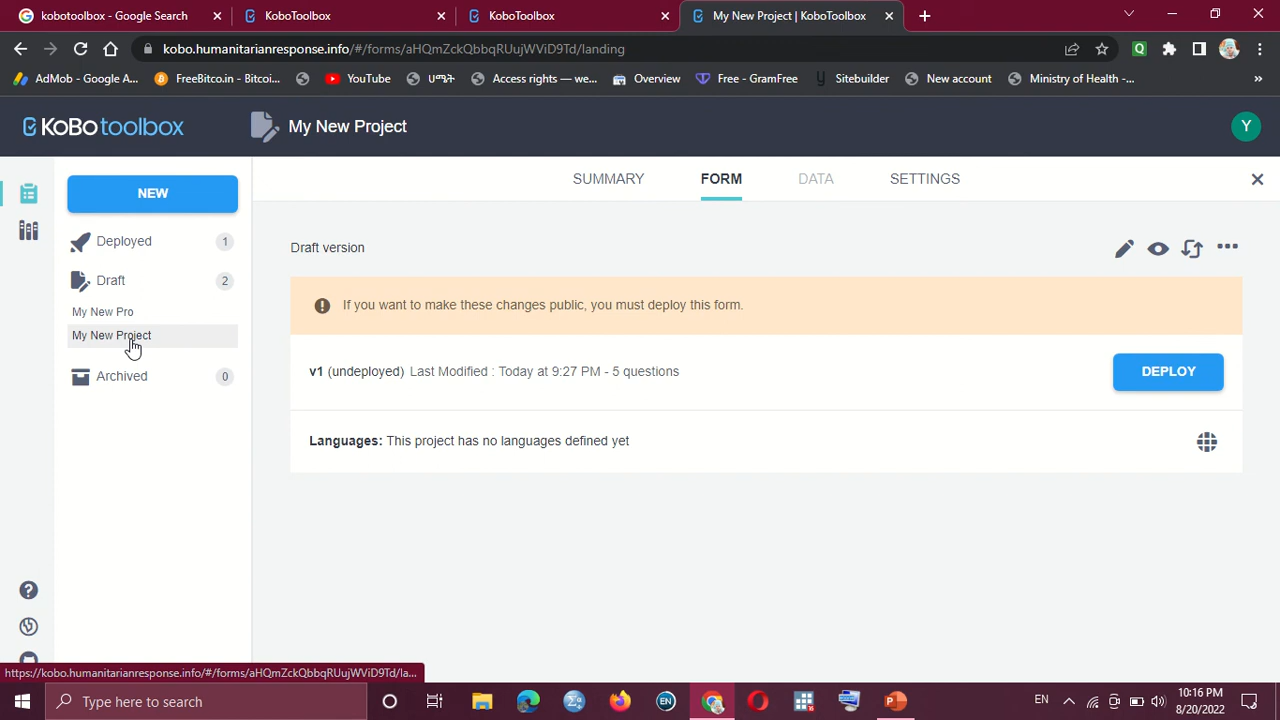 kobotoolbox - Google Search
KoboToolbox
KoboToolbox
My New Project | KoboToolbox
kobo.humanitarianresponse.info/#/forms/aHQmZckQbbqRUujWViD9Td/landing
AdMob - Google A...
FreeBitco.in - Bitcoi...
YouTube
Access rights — we...
Overview
Free - GramFree
Sitebuilder
New account
Ministry of Health -...
KoBo toolbox
My New Project
Y
NEW
SUMMARY
FORM
DATA
SETTINGS
Deployed 1
Draft 2
My New Pro
My New Project
Archived 0
Draft version
If you want to make these changes public, you must deploy this form.
v1 (undeployed) Last Modified : Today at 9:27 PM - 5 questions
DEPLOY
Languages: This project has no languages defined yet
https://kobo.humanitarianresponse.info/#/forms/aHQmZckQbbqRUujWViD9Td/la...
Type here to search
EN
EN
10:16 PM
8/20/2022